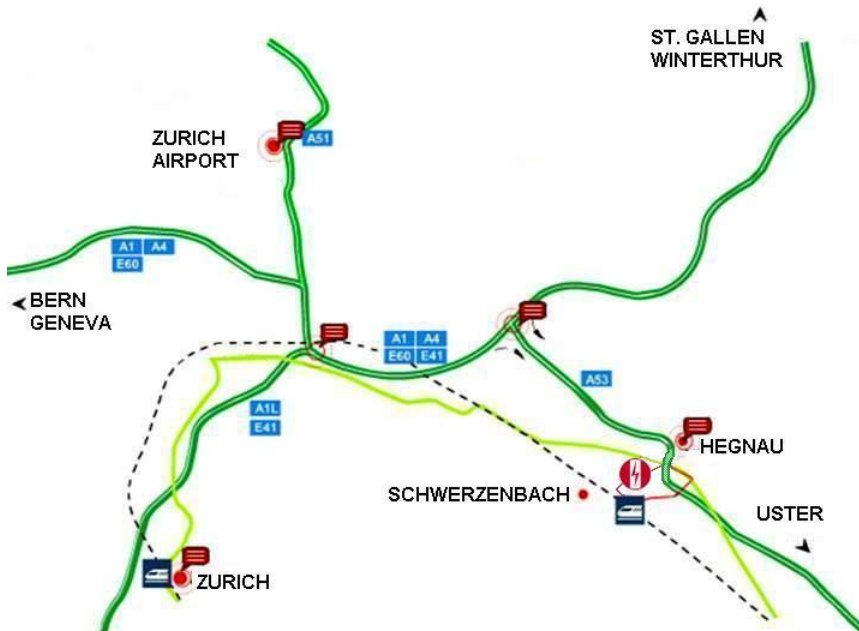 ST. GALLEN
WINTERTHUR
ZURICH
AIRPORT
A51
A1 A4
E60
BERN
GENEVA
A1 A4
E60 E41
A53
A1L
E41
HEGNAU
SCHWERZENBACH
USTER
ZURICH